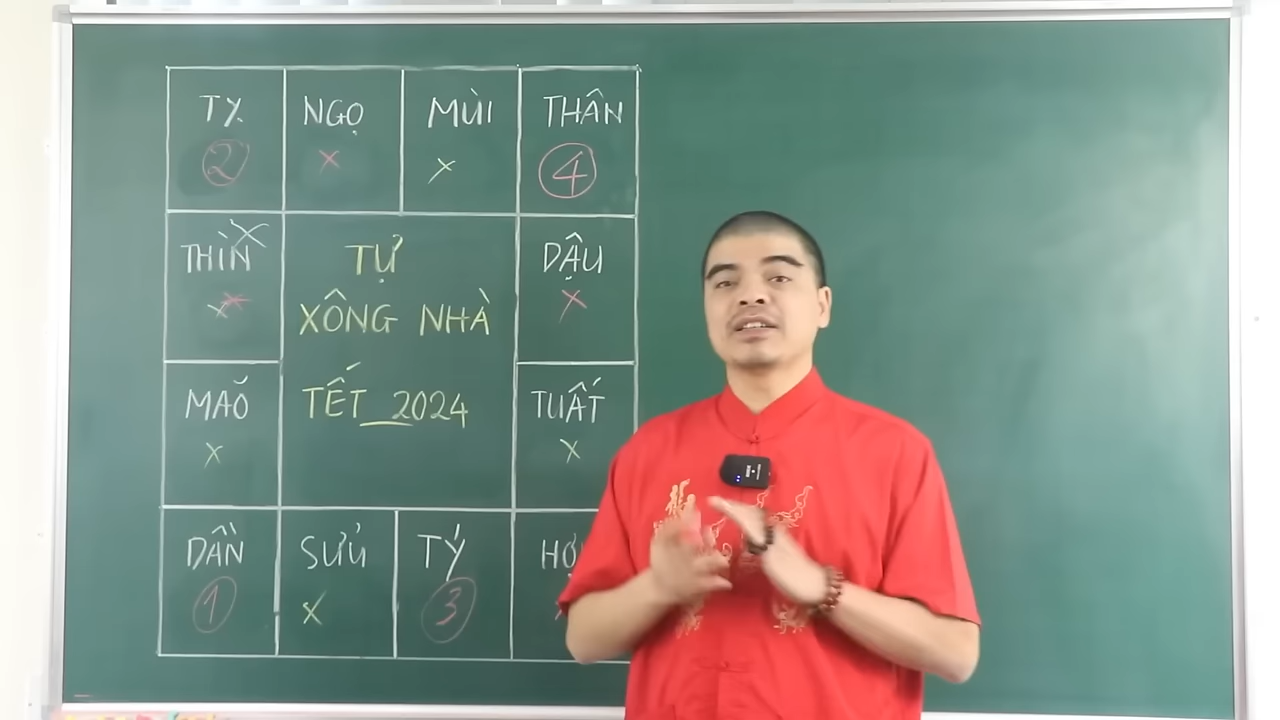 TỴ NGỌ MÙI THÂN
2 x x 4
THÌN TỰ DẬU
XÔNG NHÀ
x x
MAÕ TẾT 2024 TUẤT
x x
DẦN SỬU TÝ
1 x 3